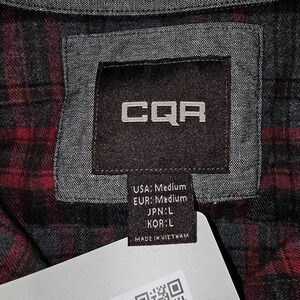 CQR
USA: Medium
EUR: Medium
JPN: L
KOR: L
MADE IN VIETNAM